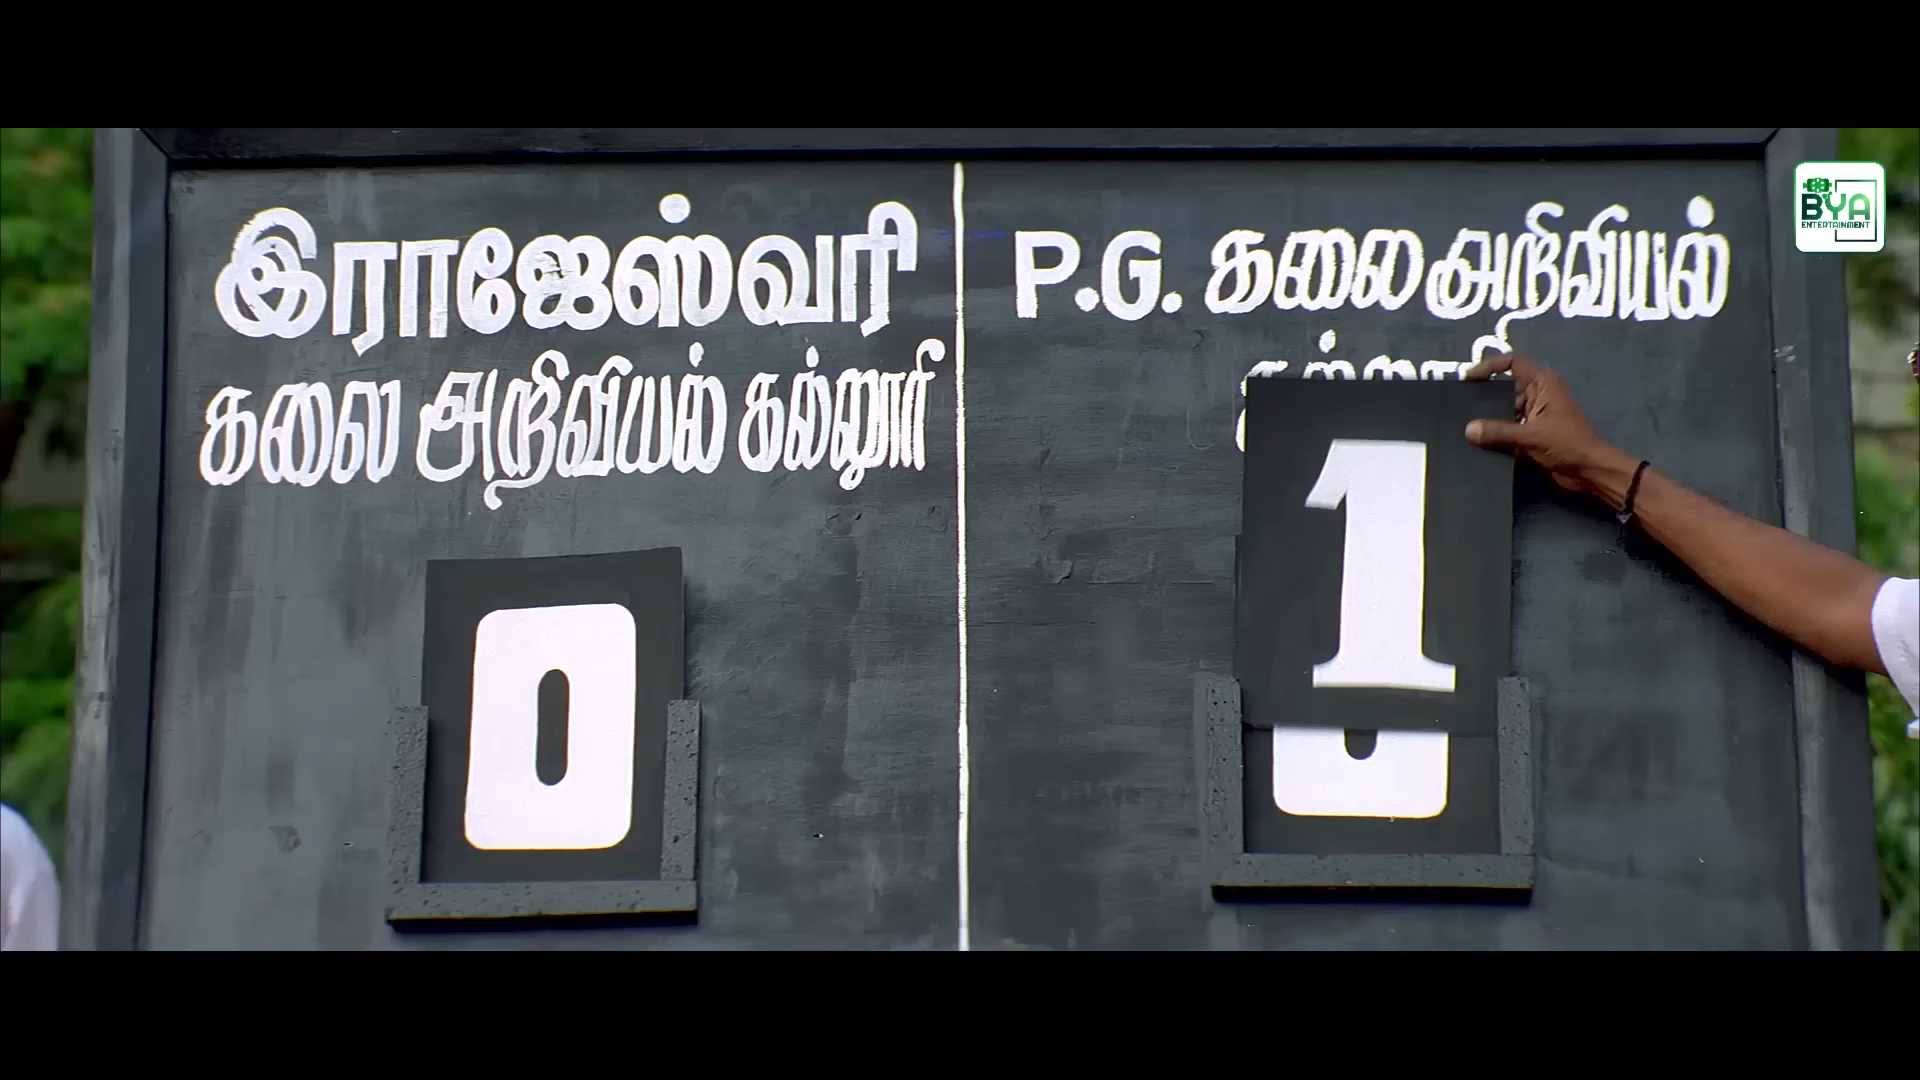 இராஜேஸ்வரி
கலை அறிவியல் கல்லூரி
P.G. கலை அறிவியல்
0
1
BYA
ENTERTAINMENT